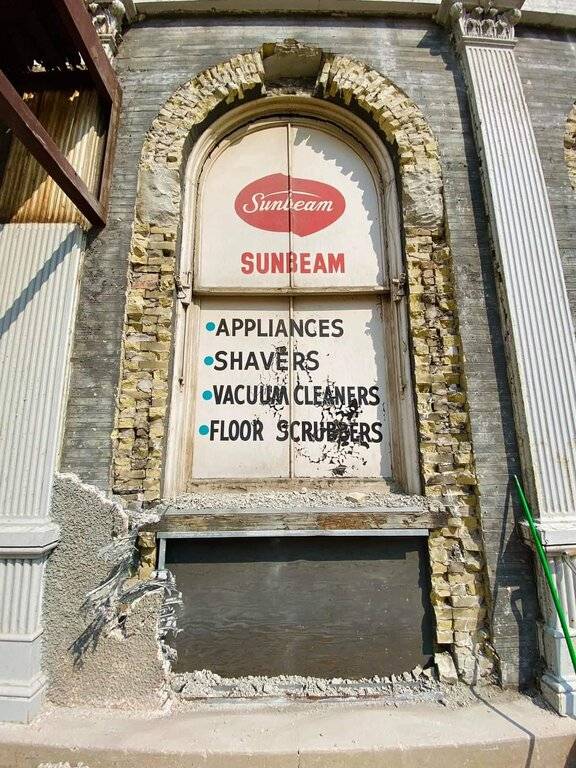 Sunbeam
SUNBEAM
•APPLIANCES
•SHAVERS
•VACUUM CLEANERS
•FLOOR SCRUBBERS